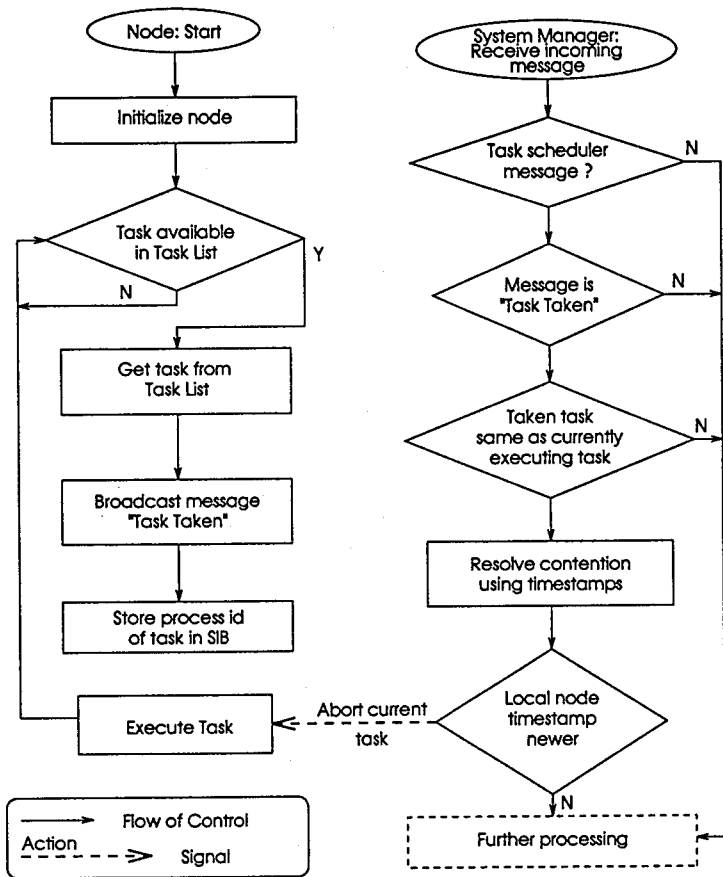 Node: Start
Initialize node
Task available
in Task List
Y
N
Get task from
Task List
Broadcast message
"Task Taken"
Store process id
of task in SIB
Execute Task
Abort current
task
System Manager:
Receive incoming
message
Task scheduler
message ?
N
Message is
"Task Taken"
N
Taken task
same as currently
executing task
N
Resolve contention
using timestamps
Local node
timestamp
newer
N
Further processing
Flow of Control
Action
Signal